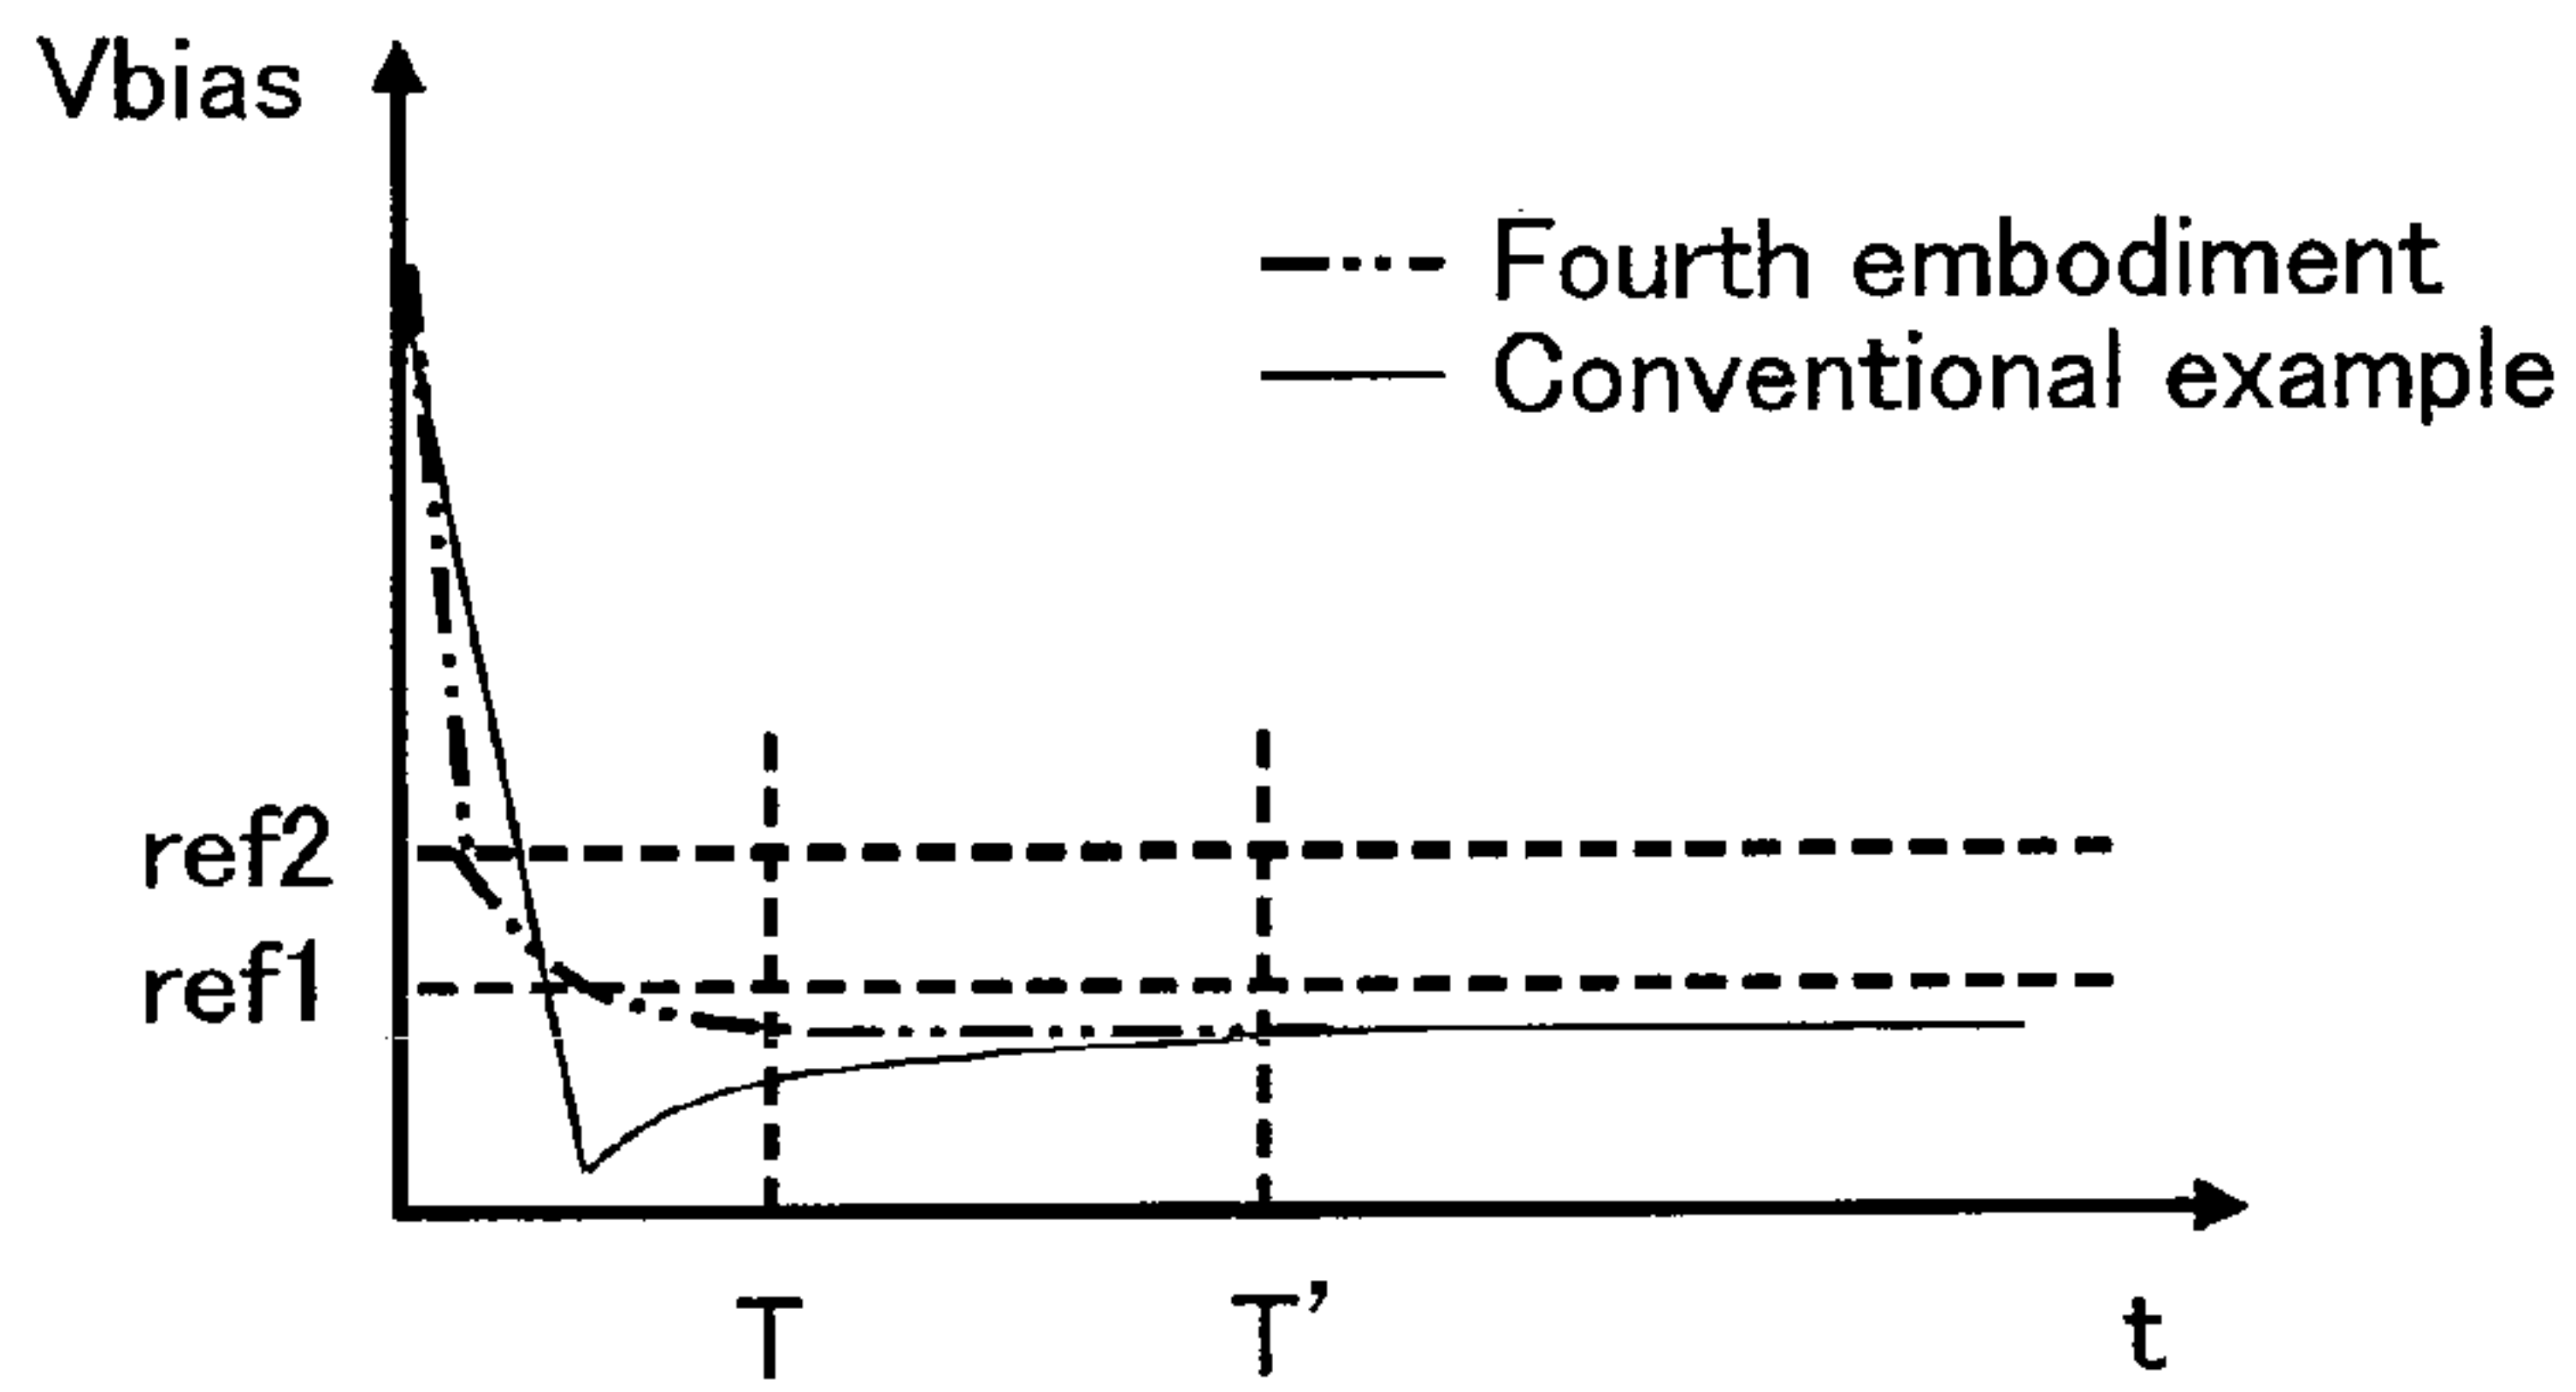 Vbias
Fourth embodiment
Conventional example
ref2
ref1
T T' t